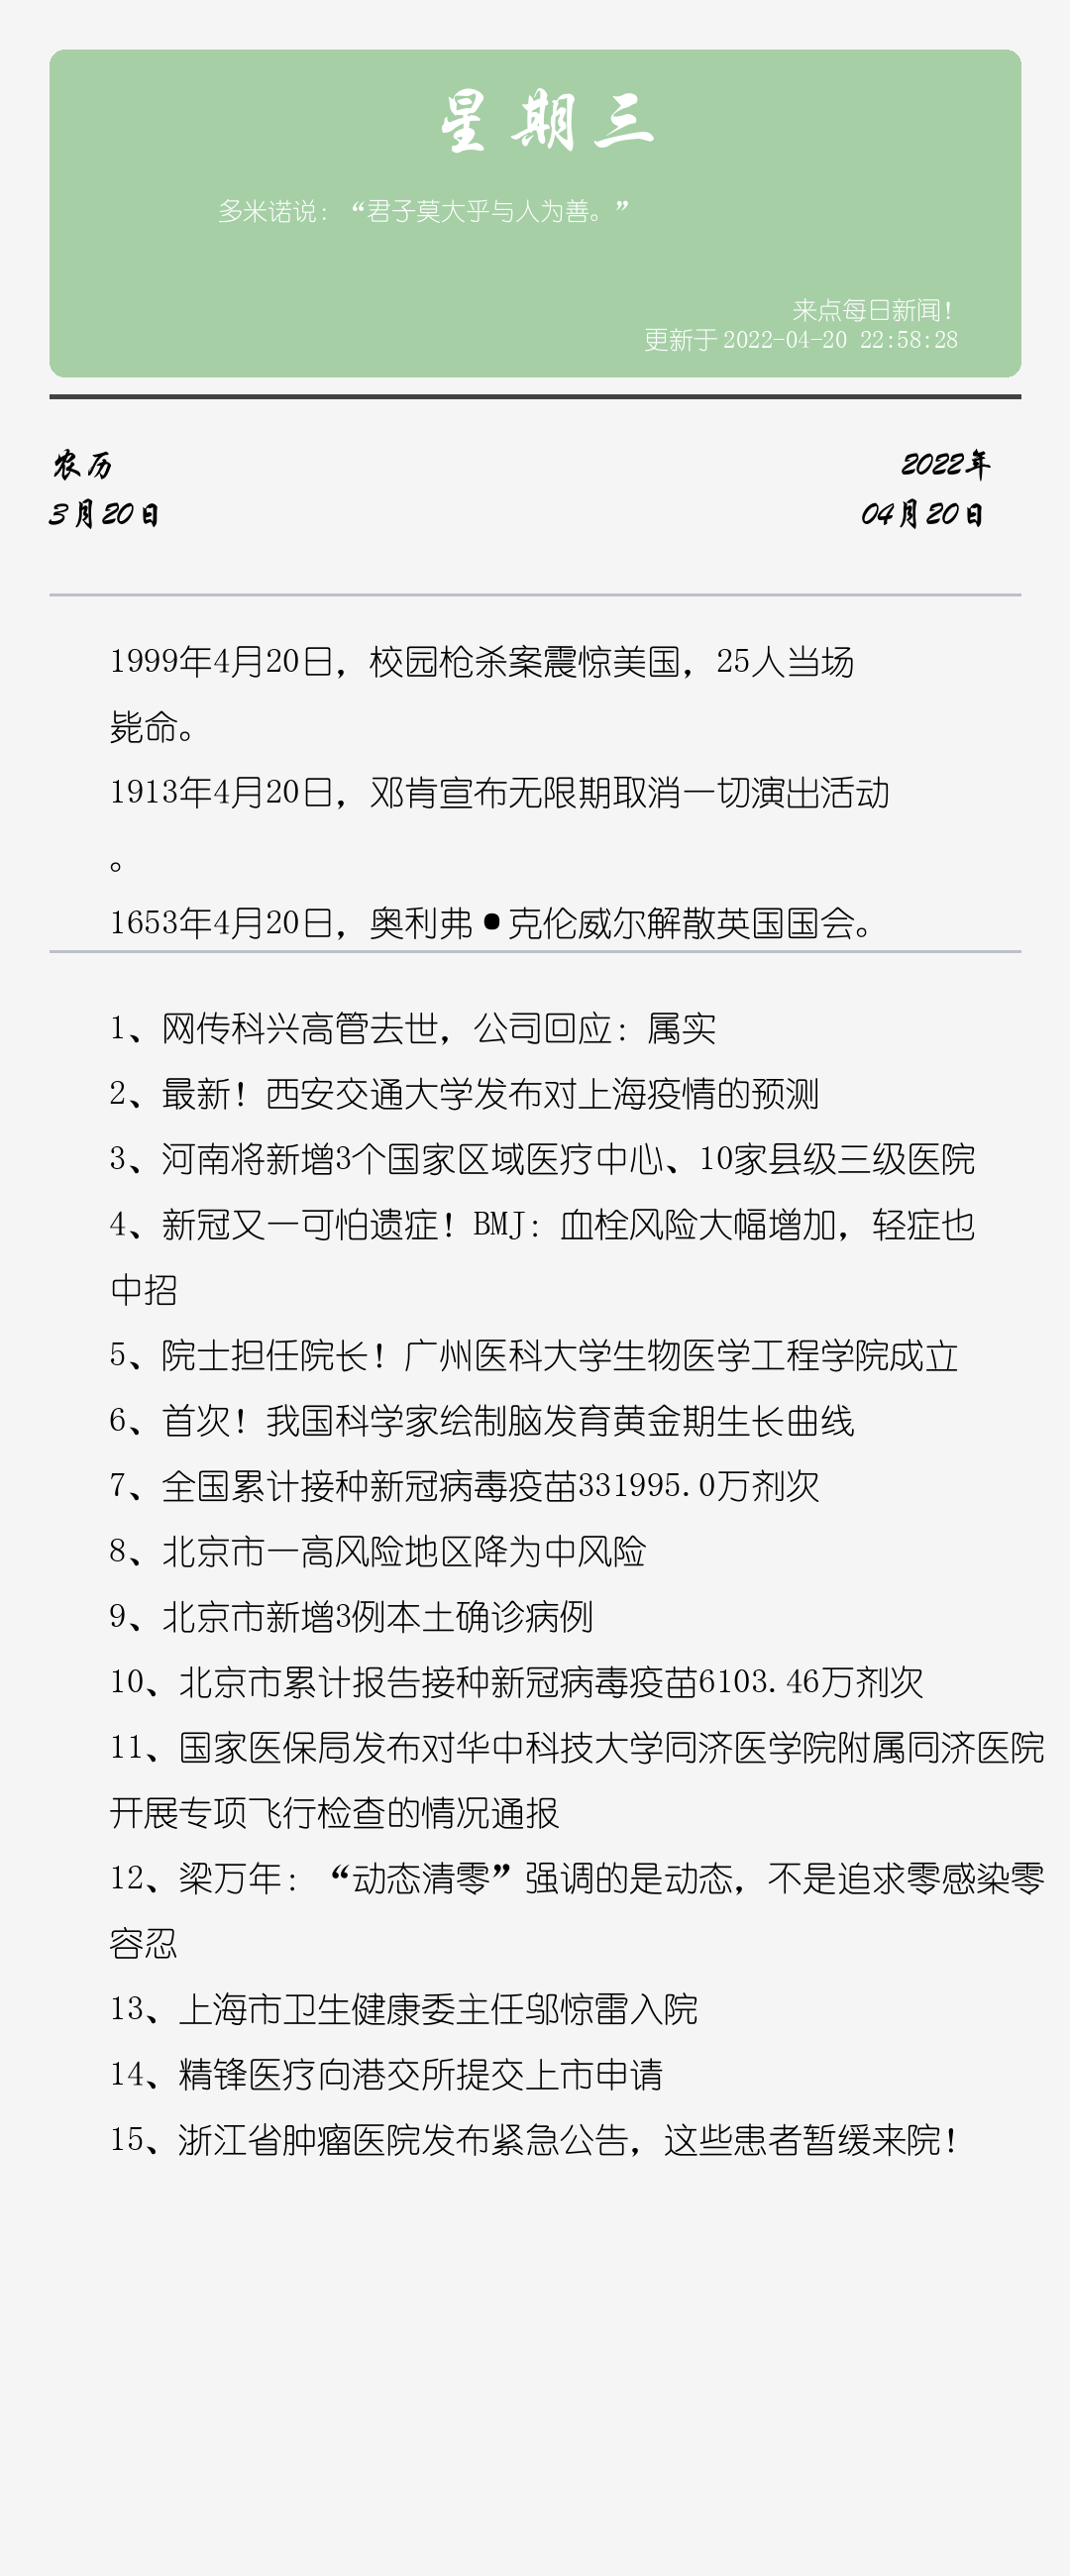 星期三
多米诺说：“君子莫大乎与人为善。”
来点每日新闻！
更新于 2022-04-20 22:58:28
农历
2022年
3月20日
04月20日
1999年4月20日，校园枪杀案震惊美国，25人当场
毙命。
1913年4月20日，邓肯宣布无限期取消一切演出活动
。
1653年4月20日，奥利弗•克伦威尔解散英国国会。
1、网传科兴高管去世，公司回应：属实
2、最新！西安交通大学发布对上海疫情的预测
3、河南将新增3个国家区域医疗中心、10家县级三级医院
4、新冠又一可怕遗症！BMJ：血栓风险大幅增加，轻症也
中招
5、院士担任院长！广州医科大学生物医学工程学院成立
6、首次！我国科学家绘制脑发育黄金期生长曲线
7、全国累计接种新冠病毒疫苗331995.0万剂次
8、北京市一高风险地区降为中风险
9、北京市新增3例本土确诊病例
10、北京市累计报告接种新冠病毒疫苗6103.46万剂次
11、国家医保局发布对华中科技大学同济医学院附属同济医院
开展专项飞行检查的情况通报
12、梁万年：“动态清零”强调的是动态，不是追求零感染零
容忍
13、上海市卫生健康委主任邬惊雷入院
14、精锋医疗向港交所提交上市申请
15、浙江省肿瘤医院发布紧急公告，这些患者暂缓来院！